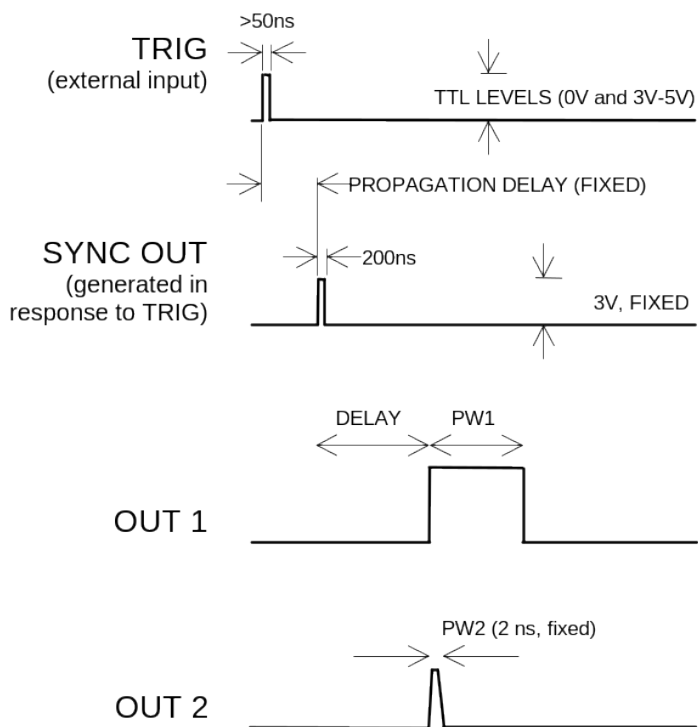 >50ns
TRIG
(external input)
TTL LEVELS (0V and 3V-5V)
PROPAGATION DELAY (FIXED)
SYNC OUT
(generated in
response to TRIG)
200ns
3V, FIXED
DELAY
PW1
OUT 1
PW2 (2 ns, fixed)
OUT 2